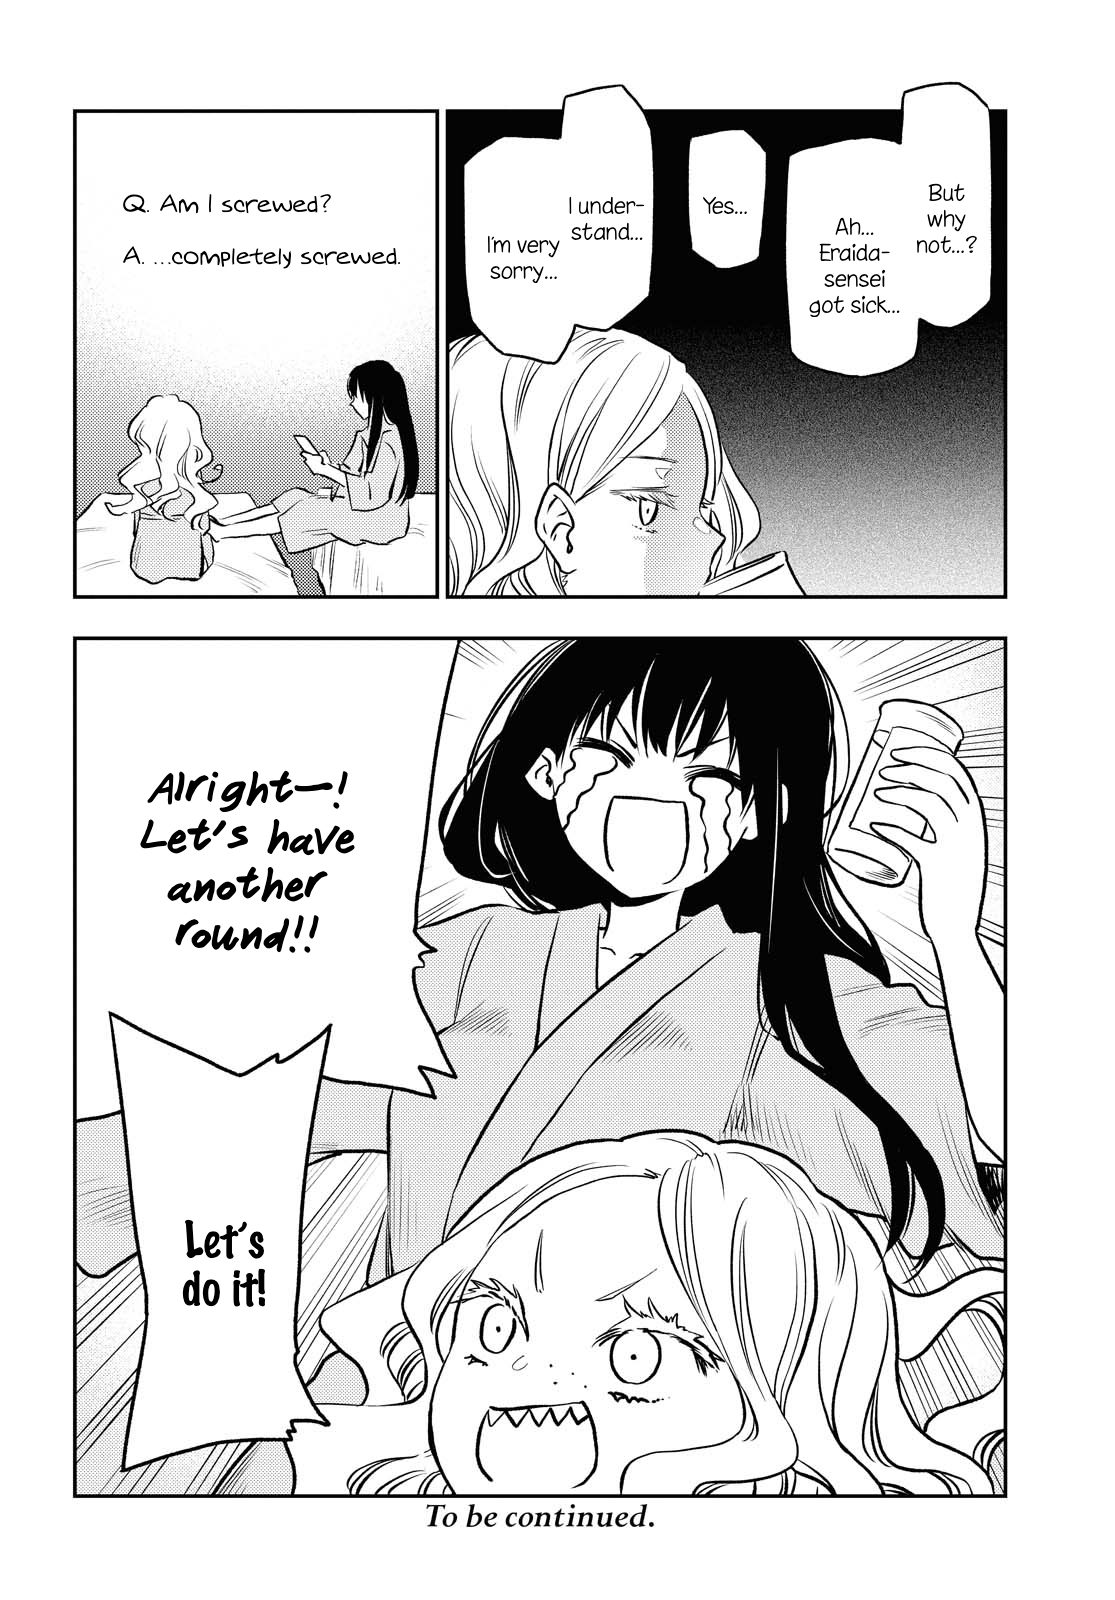 But
why
not...?
Ah...
Eraida-
sensei
got sick...
Yes...
I under-
stand...
I'm very
sorry...
Q. Am I screwed?
A. ...completely screwed.
Alright—!
Let's have
another
round!!
Let's
do it!
To be continued.